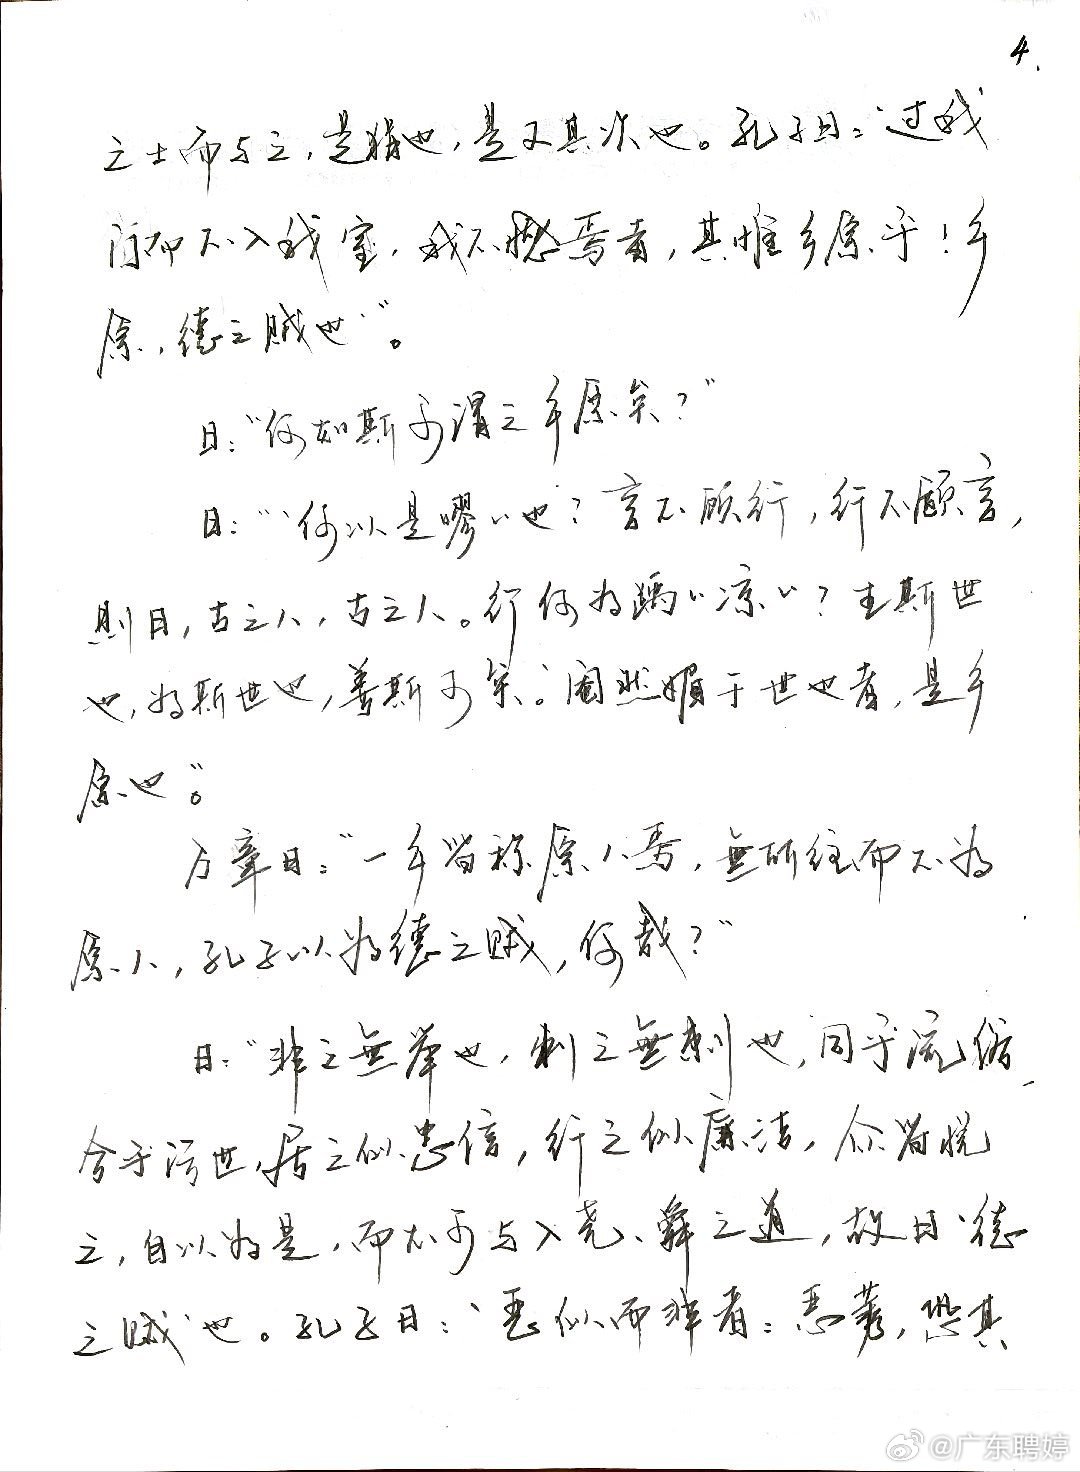 4.
之士而与之，是獧也，是又其次也。孔子曰：‘过我
门而不入我室，我不憾焉者，其惟乡原乎！乡
原，德之贼也’”。
曰：“何如斯可谓之乡原矣？”
曰：“‘何以是嘐嘐也？言不顾行，行不顾言，
则曰，古之人，古之人。行何为踽踽凉凉？生斯世
也，为斯世也，善斯可矣。’阉然媚于世也者，是乡
原也”。
万章曰：“一乡皆称原人焉，無所往而不为
原人，孔子以为德之贼，何哉？”
曰：“非之無举也，刺之無刺也，同乎流俗，
合乎污世，居之似忠信，行之似廉洁，众皆悦
之，自以为是，而不可与入尧、舜之道，故曰‘德
之贼’也。孔子曰：‘恶似而非者：恶莠，恐其
@广东聘婷